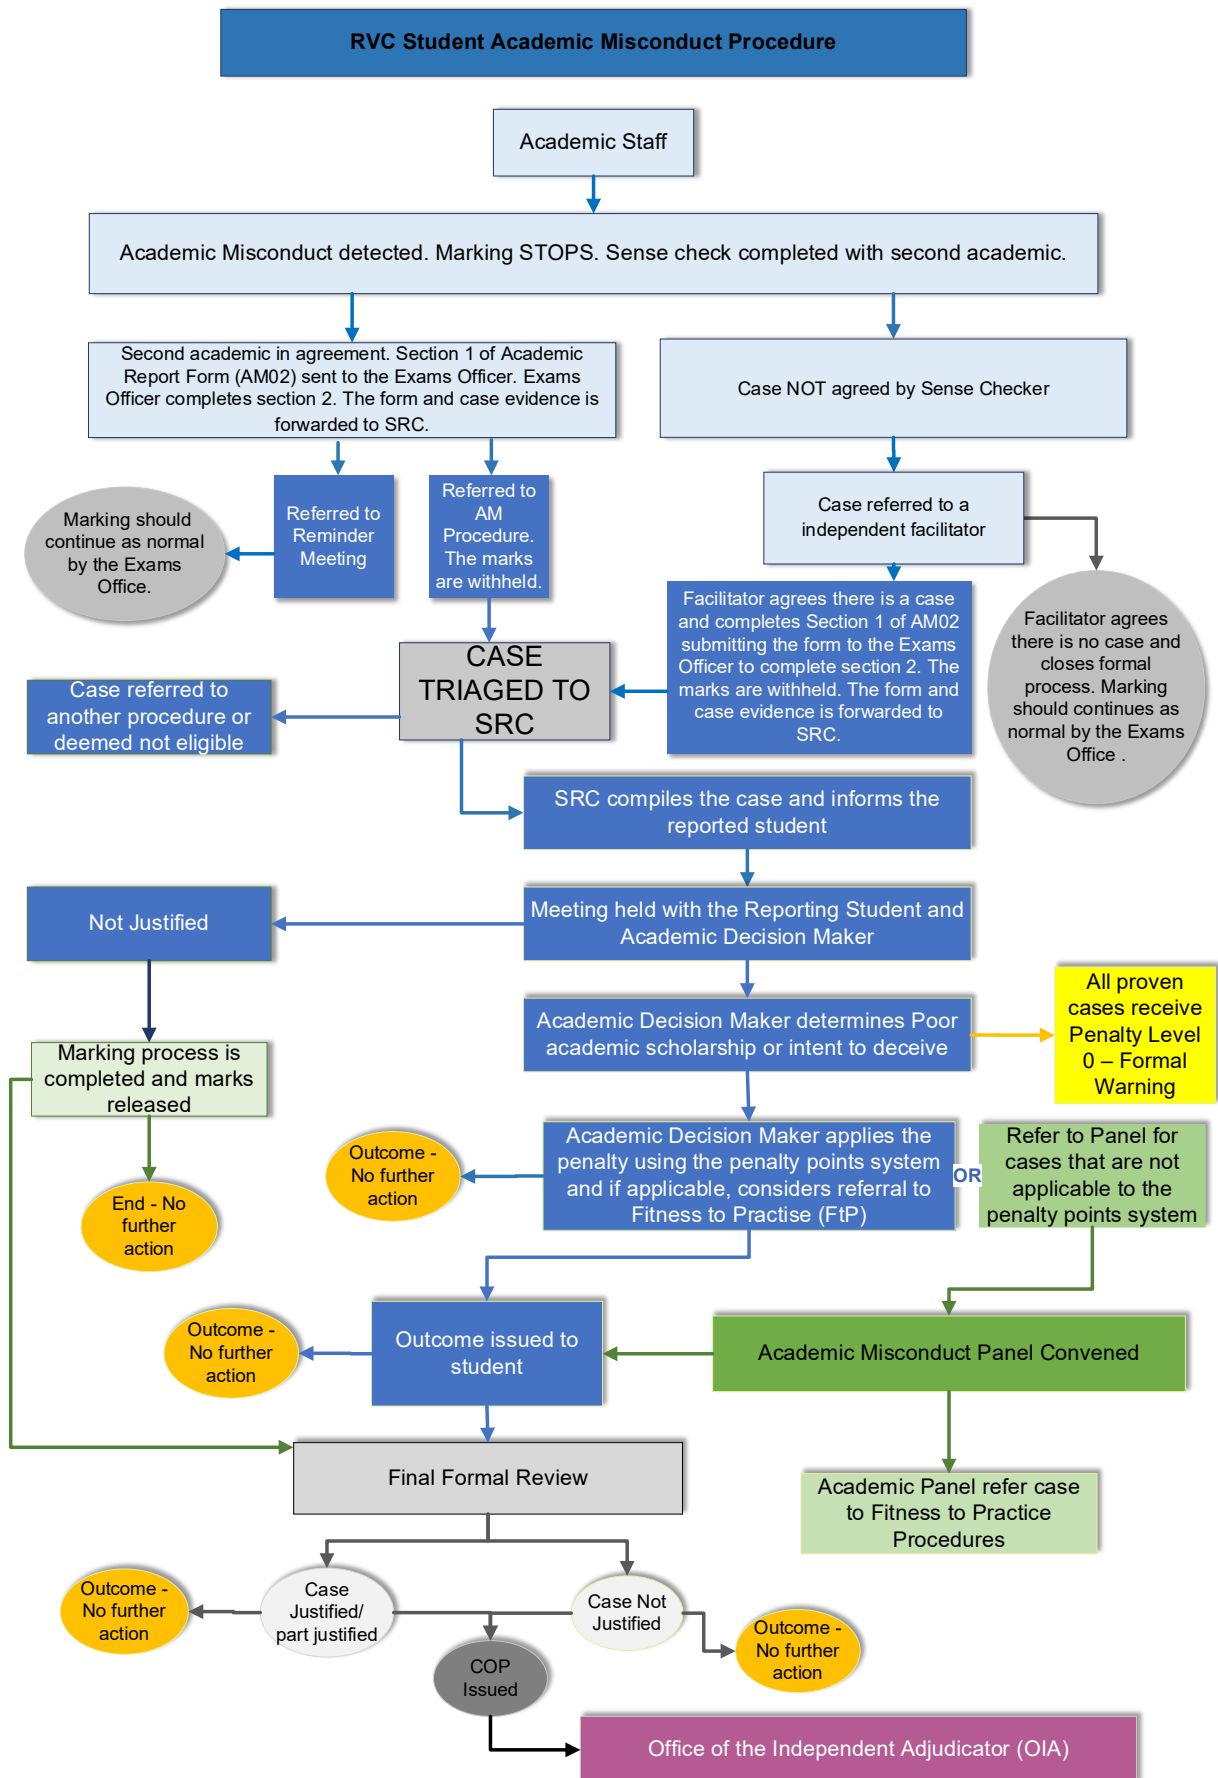 RVC Student Academic Misconduct Procedure
Academic Staff
Academic Misconduct detected. Marking STOPS. Sense check completed with second academic.
Second academic in agreement. Section 1 of Academic
Report Form (AM02) sent to the Exams Officer. Exams
Officer completes section 2. The form and case evidence is
forwarded to SRC.
Case NOT agreed by Sense Checker
Marking should
continue as normal
by the Exams
Office.
Referred to
Reminder
Meeting
Referred to
AM
Procedure.
The marks
are withheld.
Case referred to a
independent facilitator
Facilitator agrees there is a case
and completes Section 1 of AM02
submitting the form to the Exams
Officer to complete section 2. The
marks are withheld. The form and
case evidence is forwarded to
SRC.
Facilitator agrees
there is no case and
closes formal
process. Marking
should continues as
normal by the Exams
Office .
CASE
TRIAGED TO
SRC
Case referred to
another procedure or
deemed not eligible
SRC compiles the case and informs the
reported student
Not Justified
Meeting held with the Reporting Student and
Academic Decision Maker
Academic Decision Maker determines Poor
academic scholarship or intent to deceive
All proven
cases receive
Penalty Level
0 – Formal
Warning
Marking process is
completed and marks
released
End - No
further
action
Outcome -
No further
action
Academic Decision Maker applies the
penalty using the penalty points system
and if applicable, considers referral to
Fitness to Practise (FtP)
OR
Refer to Panel for
cases that are not
applicable to the
penalty points system
Outcome -
No further
action
Outcome issued to
student
Academic Misconduct Panel Convened
Final Formal Review
Academic Panel refer case
to Fitness to Practice
Procedures
Outcome -
No further
action
Case
Justified/
part justified
Case Not
Justified
Outcome -
No further
action
COP
Issued
Office of the Independent Adjudicator (OIA)